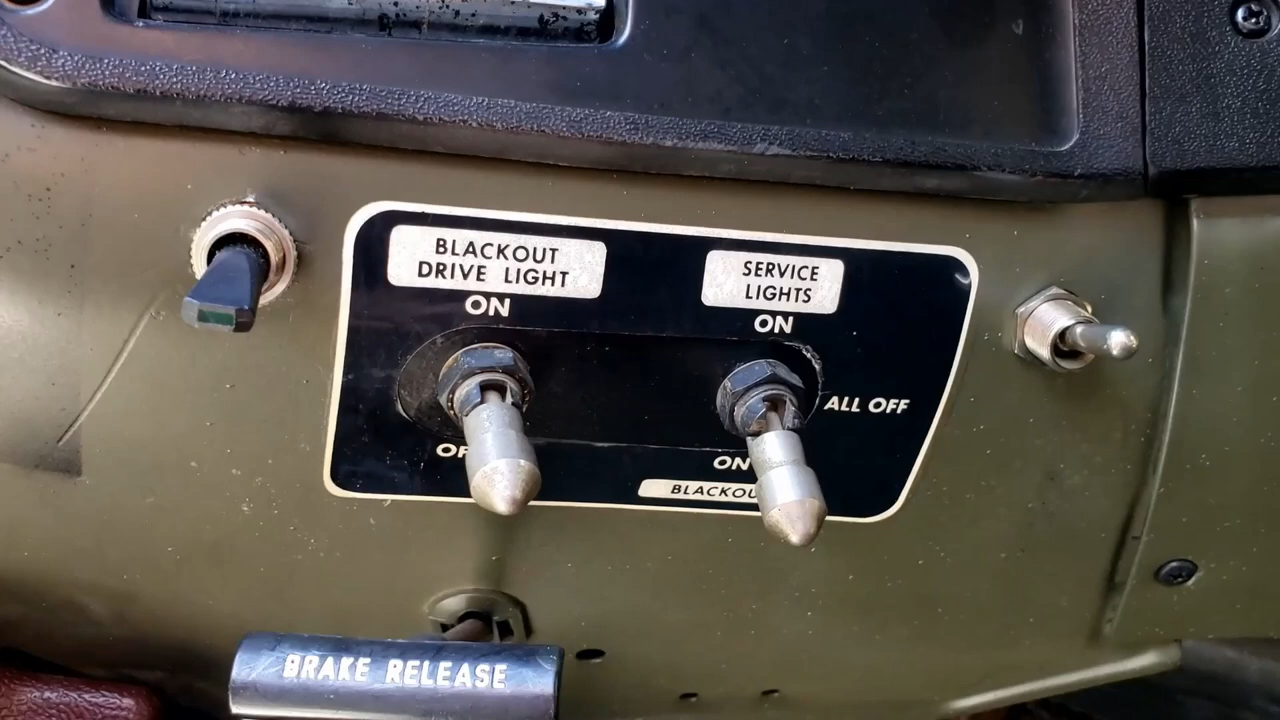 BLACKOUT
DRIVE LIGHT
ON
SERVICE
LIGHTS
ON
ALL OFF
ON
BRAKE RELEASE